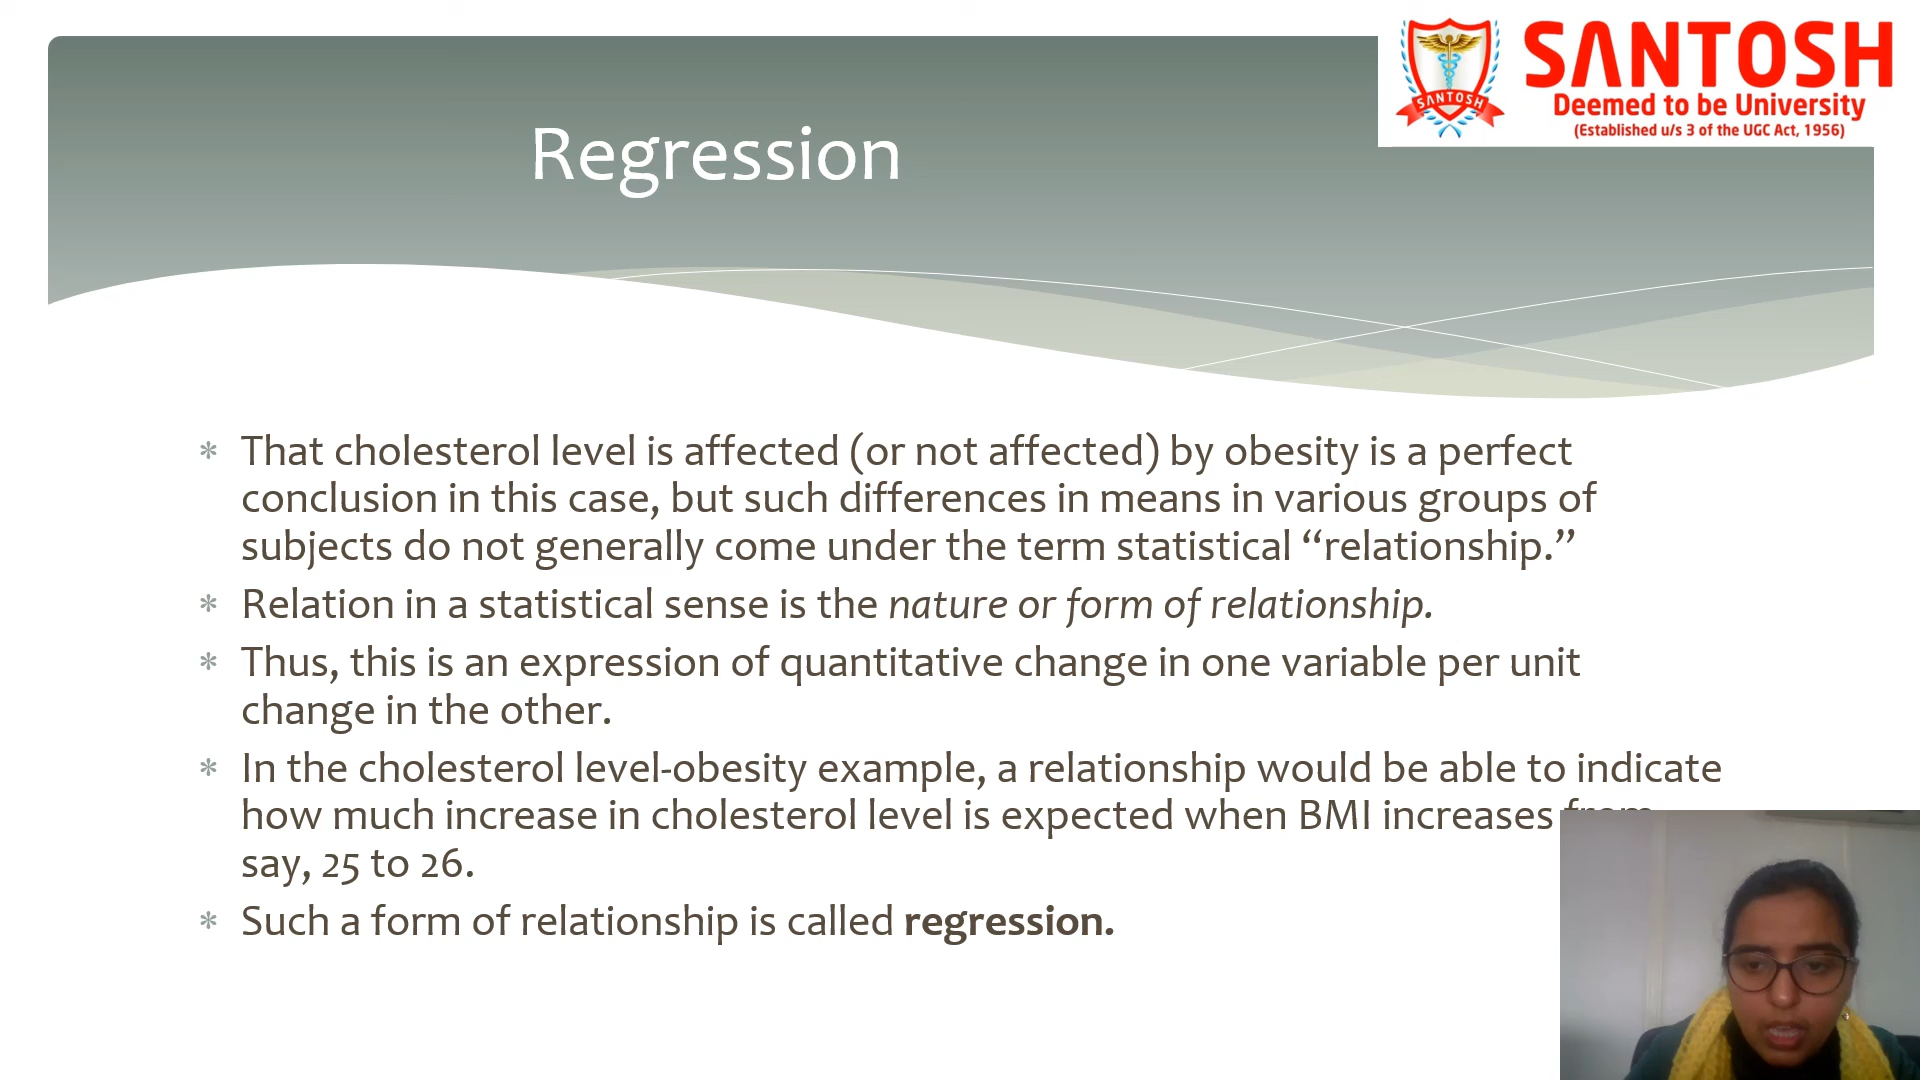 SANTOSH
SANTOSH
Deemed to be University
(Established u/s 3 of the UGC Act, 1956)
Regression
* That cholesterol level is affected (or not affected) by obesity is a perfect
conclusion in this case, but such differences in means in various groups of
subjects do not generally come under the term statistical “relationship.”
* Relation in a statistical sense is the nature or form of relationship.
* Thus, this is an expression of quantitative change in one variable per unit
change in the other.
* In the cholesterol level-obesity example, a relationship would be able to indicate
how much increase in cholesterol level is expected when BMI increases from
say, 25 to 26.
* Such a form of relationship is called regression.